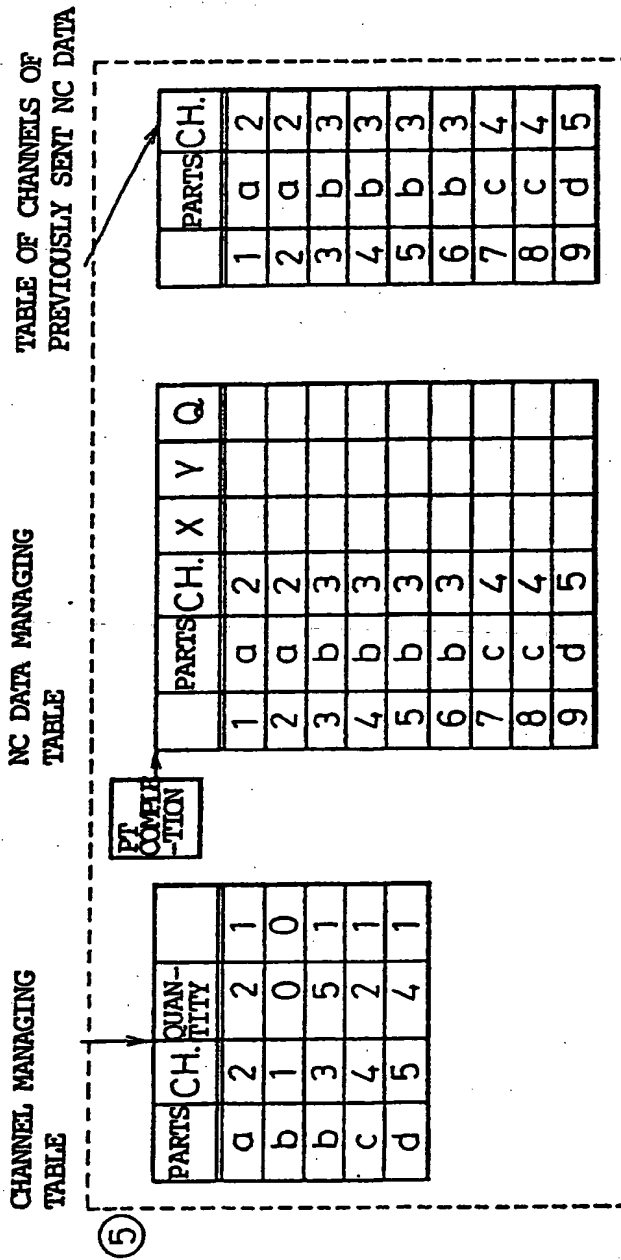 ⑤
CHANNEL MANAGING
TABLE
PARTS CH. QUAN-
TITY
a 2 2 1
b 1 0 0
b 3 5 1
c 4 2 1
d 5 4 1
NC DATA MANAGING
TABLE
PT
COMPLE
-TION
PARTS CH. X Y Q
1 a 2
2 a 2
3 b 3
4 b 3
5 b 3
6 b 3
7 c 4
8 c 4
9 d 5
TABLE OF CHANNELS OF
PREVIOUSLY SENT NC DATA
PARTS CH.
1 a 2
2 a 2
3 b 3
4 b 3
5 b 3
6 b 3
7 c 4
8 c 4
9 d 5